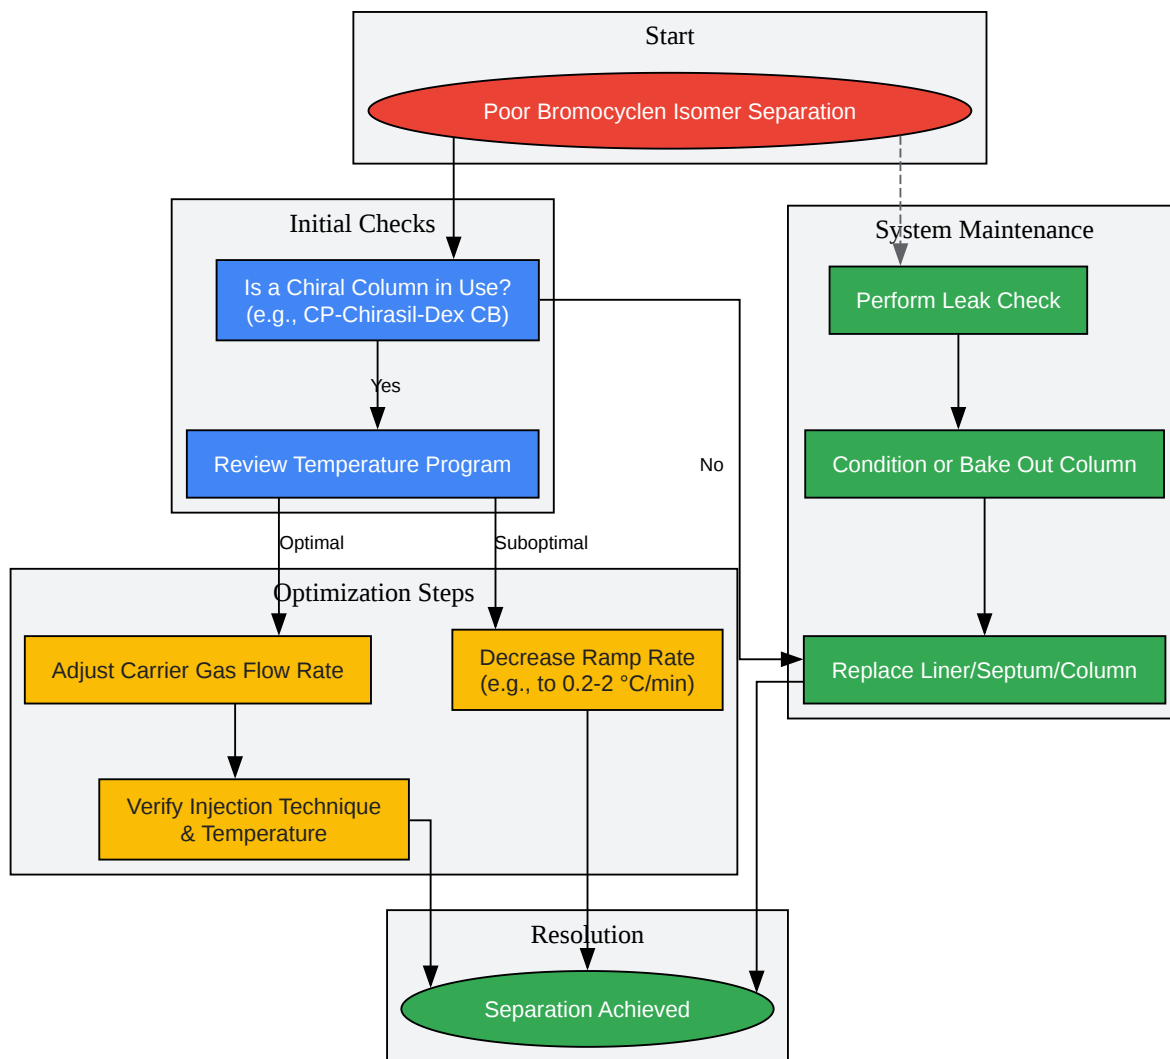 Start
Poor Bromocyclen Isomer Separation
Initial Checks
System Maintenance
Is a Chiral Column in Use?
(e.g., CP-Chirasil-Dex CB)
Perform Leak Check
Yes
Review Temperature Program
No
Condition or Bake Out Column
Optimal
Suboptimal
Optimization Steps
Adjust Carrier Gas Flow Rate
Decrease Ramp Rate
(e.g., to 0.2-2 °C/min)
Replace Liner/Septum/Column
Verify Injection Technique
& Temperature
Resolution
Separation Achieved